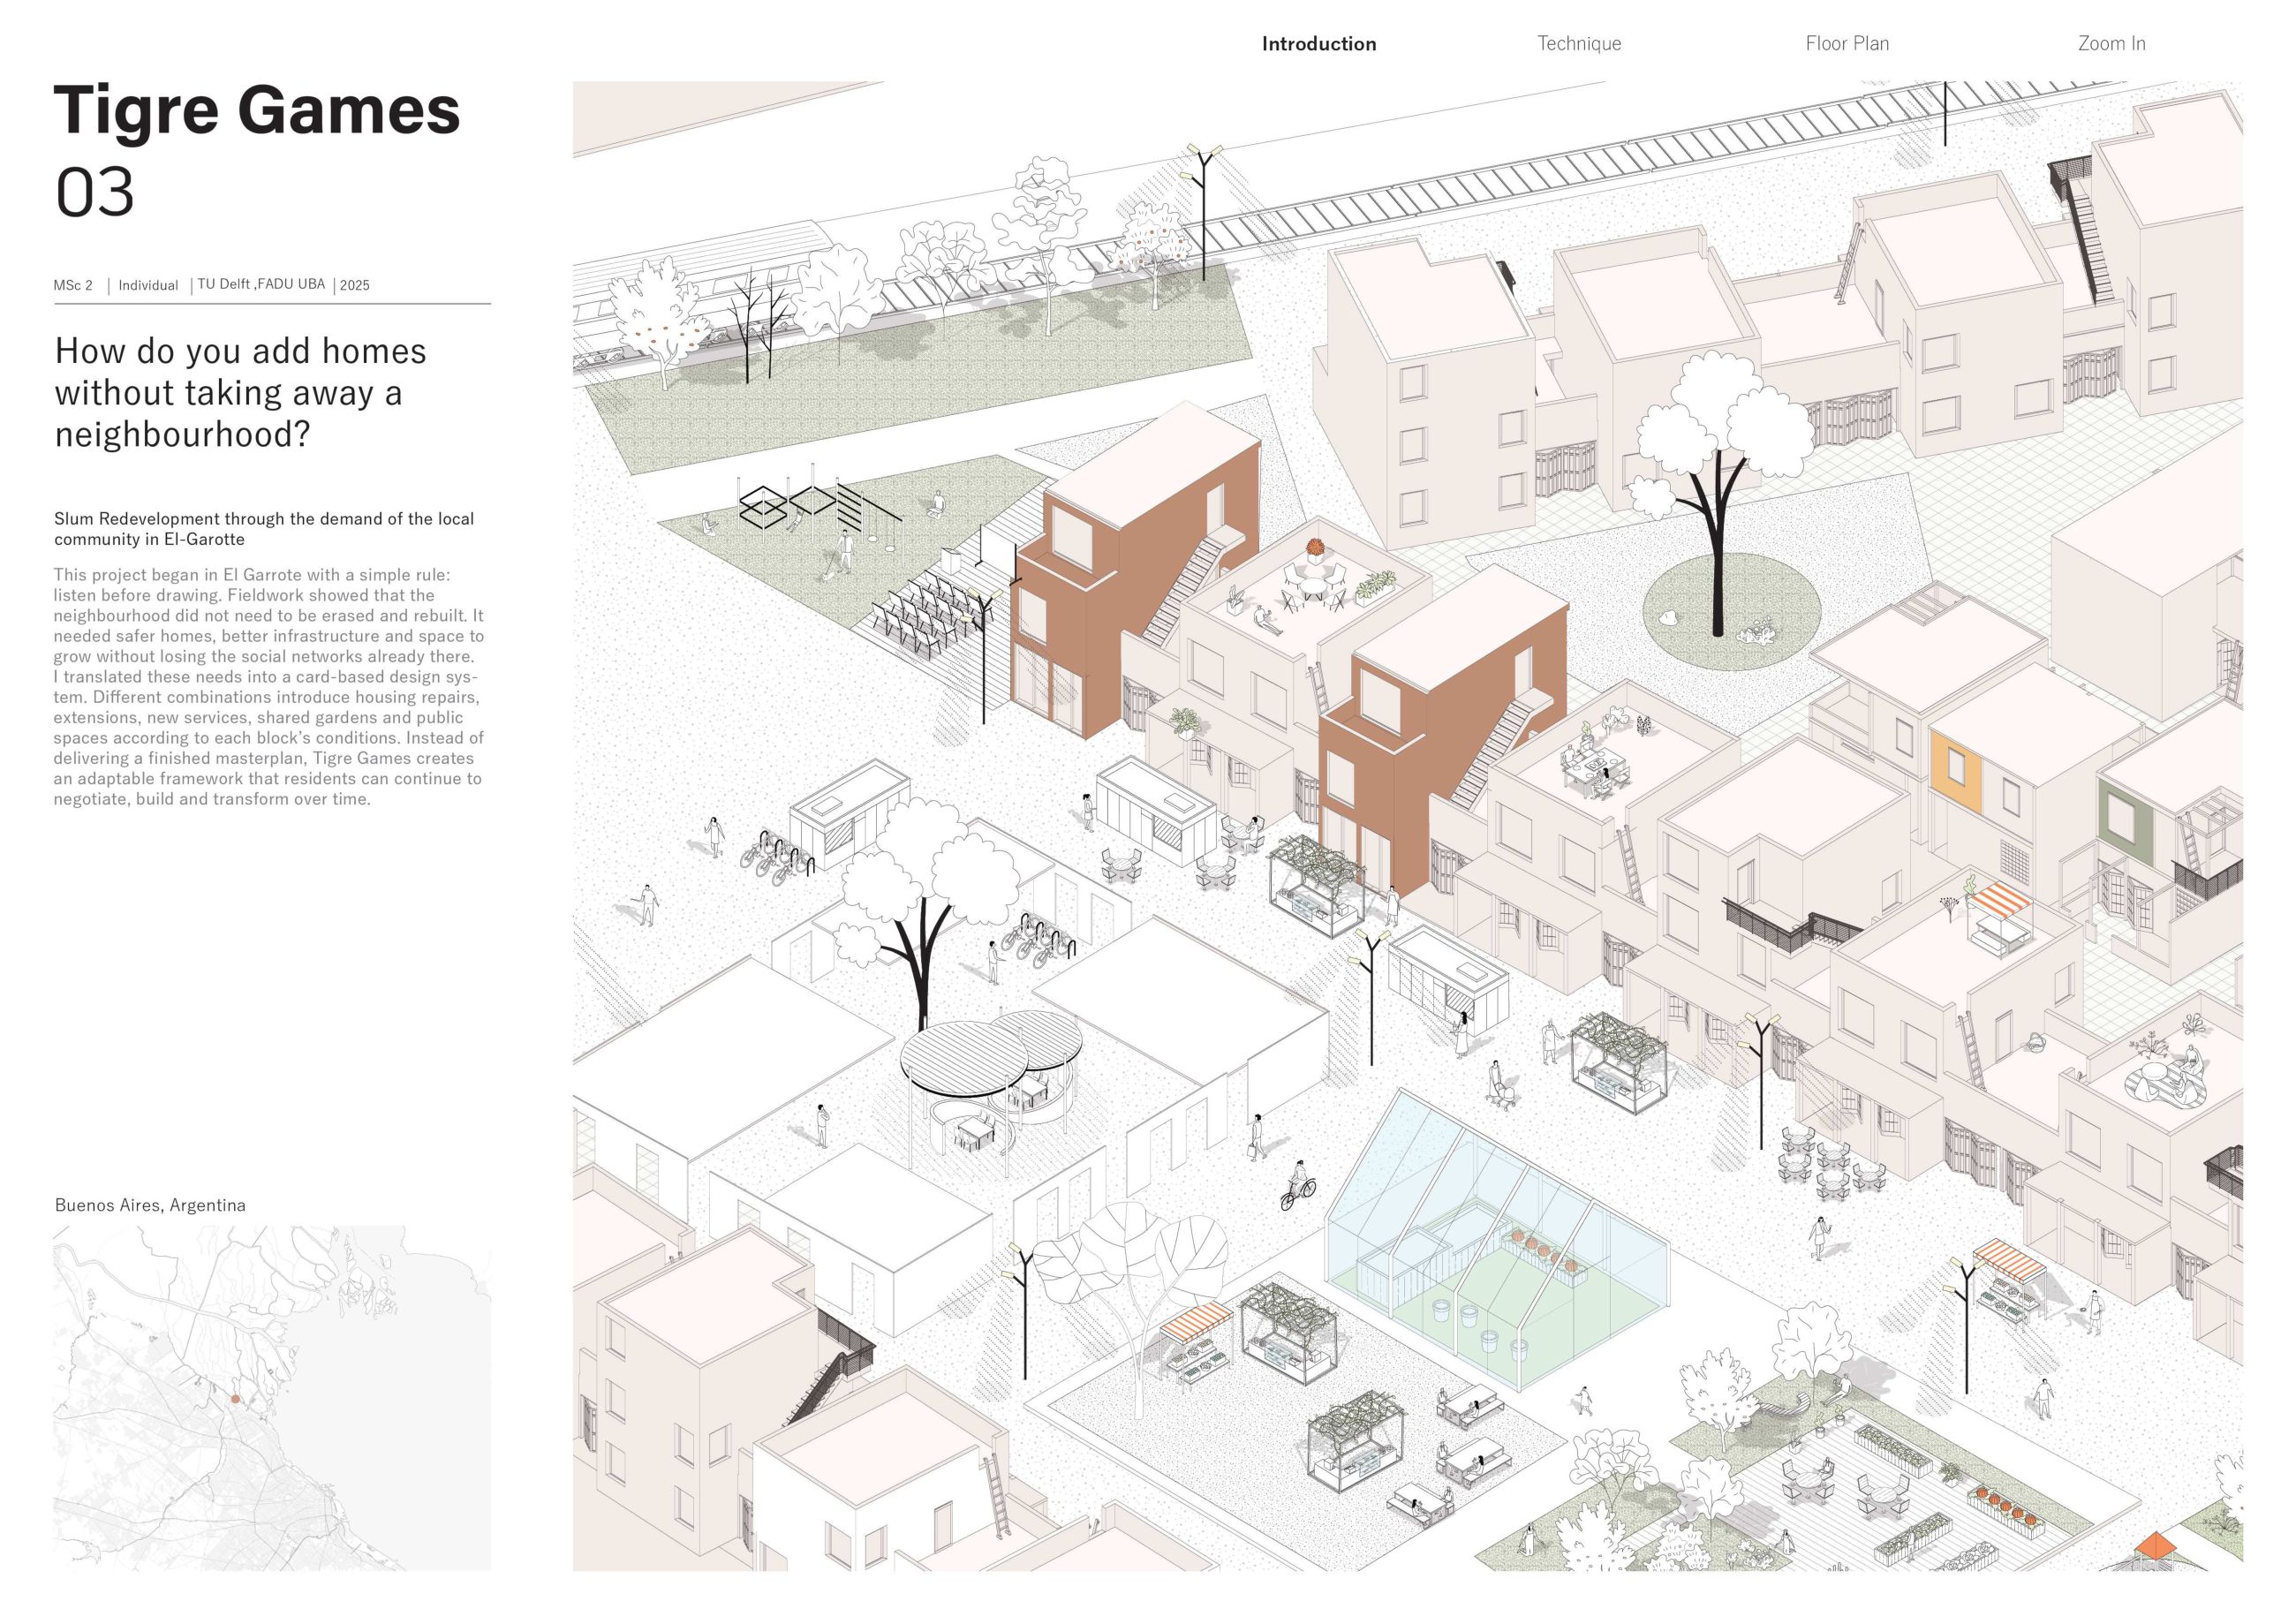 Introduction
Technique
Floor Plan
Zoom In
Tigre Games
03
MSc 2 | Individual | TU Delft ,FADU UBA | 2025
How do you add homes
without taking away a
neighbourhood?
Slum Redevelopment through the demand of the local
community in El-Garotte
This project began in El Garrote with a simple rule:
listen before drawing. Fieldwork showed that the
neighbourhood did not need to be erased and rebuilt. It
needed safer homes, better infrastructure and space to
grow without losing the social networks already there.
I translated these needs into a card-based design sys-
tem. Different combinations introduce housing repairs,
extensions, new services, shared gardens and public
spaces according to each block's conditions. Instead of
delivering a finished masterplan, Tigre Games creates
an adaptable framework that residents can continue to
negotiate, build and transform over time.
Buenos Aires, Argentina